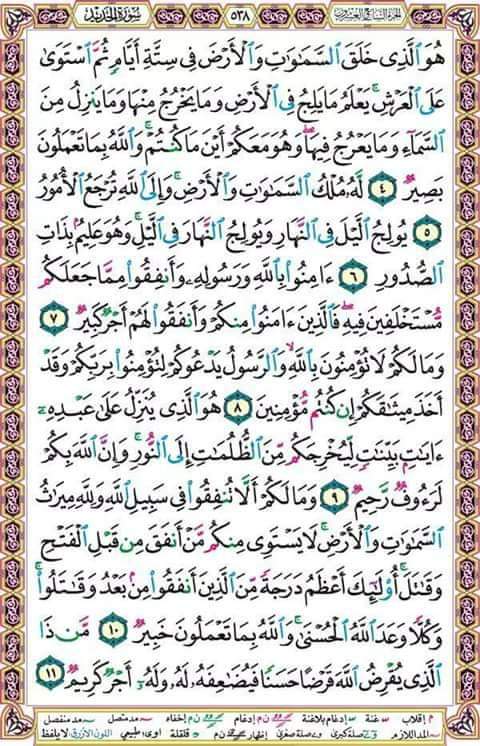 الجزء السابع والعشرون ٥٣٨ سورة الحديد
هُوَ ٱلَّذِى خَلَقَ ٱلسَّمَٰوَٰتِ وَٱلْأَرْضَ فِى سِتَّةِ أَيَّامٍ ثُمَّ ٱسْتَوَىٰ
عَلَى ٱلْعَرْشِ ۚ يَعْلَمُ مَا يَلِجُ فِى ٱلْأَرْضِ وَمَا يَخْرُجُ مِنْهَا وَمَا يَنزِلُ مِنَ
ٱلسَّمَآءِ وَمَا يَعْرُجُ فِيهَا ۖ وَهُوَ مَعَكُمْ أَيْنَ مَا كُنتُمْ ۚ وَٱللَّهُ بِمَا تَعْمَلُونَ
بَصِيرٌ ٤ لَّهُۥ مُلْكُ ٱلسَّمَٰوَٰتِ وَٱلْأَرْضِ ۚ وَإِلَى ٱللَّهِ تُرْجَعُ ٱلْأُمُورُ
٥ يُولِجُ ٱلَّيْلَ فِى ٱلنَّهَارِ وَيُولِجُ ٱلنَّهَارَ فِى ٱلَّيْلِ ۚ وَهُوَ عَلِيمٌۢ بِذَاتِ
ٱلصُّدُورِ ٦ ءَامِنُوا۟ بِٱللَّهِ وَرَسُولِهِۦ وَأَنفِقُوا۟ مِمَّا جَعَلَكُم
مُّسْتَخْلَفِينَ فِيهِ ۖ فَٱلَّذِينَ ءَامَنُوا۟ مِنكُمْ وَأَنفَقُوا۟ لَهُمْ أَجْرٌ كَبِيرٌ ٧
وَمَا لَكُمْ لَا تُؤْمِنُونَ بِٱللَّهِ ۙ وَٱلرَّسُولُ يَدْعُوكُمْ لِتُؤْمِنُوا۟ بِرَبِّكُمْ وَقَدْ
أَخَذَ مِيثَٰقَكُمْ إِن كُنتُم مُّؤْمِنِينَ ٨ هُوَ ٱلَّذِى يُنَزِّلُ عَلَىٰ عَبْدِهِۦٓ
ءَايَٰتٍۭ بَيِّنَٰتٍ لِّيُخْرِجَكُم مِّنَ ٱلظُّلُمَٰتِ إِلَى ٱلنُّورِ ۚ وَإِنَّ ٱللَّهَ بِكُمْ
لَرَءُوفٌ رَّحِيمٌ ٩ وَمَا لَكُمْ أَلَّا تُنفِقُوا۟ فِى سَبِيلِ ٱللَّهِ وَلِلَّهِ مِيرَٰثُ
ٱلسَّمَٰوَٰتِ وَٱلْأَرْضِ ۚ لَا يَسْتَوِى مِنكُم مَّنْ أَنفَقَ مِن قَبْلِ ٱلْفَتْحِ
وَقَٰتَلَ ۚ أُو۟لَٰٓئِكَ أَعْظَمُ دَرَجَةً مِّنَ ٱلَّذِينَ أَنفَقُوا۟ مِنۢ بَعْدُ وَقَٰتَلُوا۟ ۚ
وَكُلًّا وَعَدَ ٱللَّهُ ٱلْحُسْنَىٰ ۚ وَٱللَّهُ بِمَا تَعْمَلُونَ خَبِيرٌ ١٠ مَّن ذَا
ٱلَّذِى يُقْرِضُ ٱللَّهَ قَرْضًا حَسَنًا فَيُضَٰعِفَهُۥ لَهُۥ وَلَهُۥٓ أَجْرٌ كَرِيمٌ ١١
م إقلاب غنة إدغام بلاغنة ن م إدغام ن م إخفاء مد متصل مد منفصل
المد اللازم صلة كبرى صلة صغرى إظهار ن م قلقلة طبيعي اللون الأزرق لا يلفظ